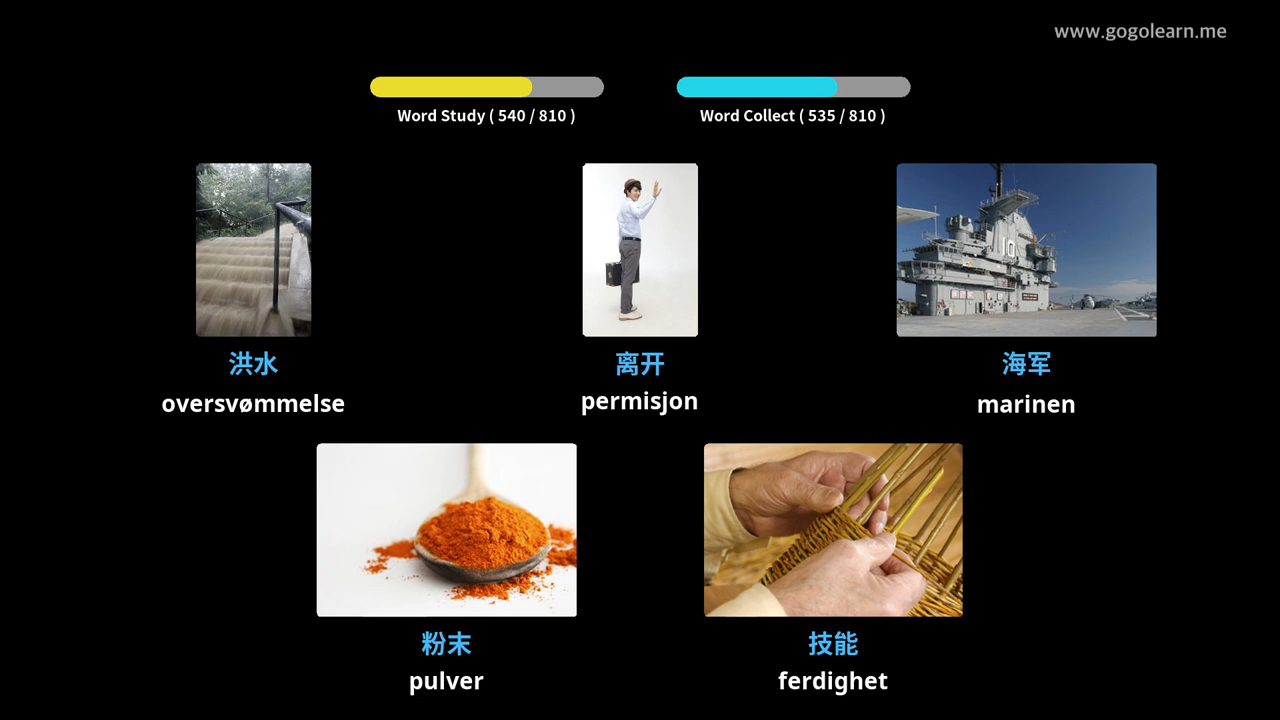 www.gogolearn.me
Word Study ( 540 / 810 )
Word Collect ( 535 / 810 )
洪水
oversvømmelse
离开
permisjon
16
海军
marinen
粉末
pulver
技能
ferdighet